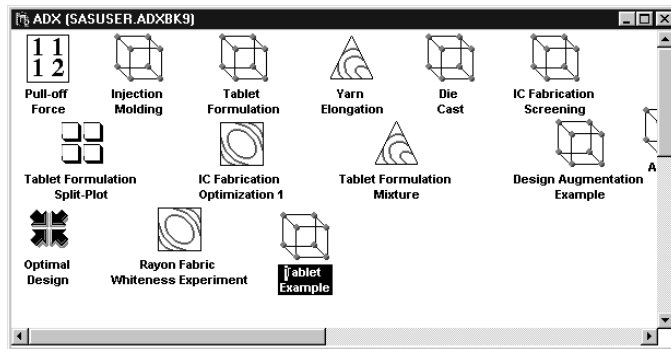 ADX (SASUSER.ADXBK9)
1 1
1 2
Pull-off
Force
Injection
Molding
Tablet
Formulation
Yarn
Elongation
Die
Cast
IC Fabrication
Screening
Tablet Formulation
Split-Plot
IC Fabrication
Optimization 1
Tablet Formulation
Mixture
Design Augmentation
Example
A
Optimal
Design
Rayon Fabric
Whiteness Experiment
Tablet
Example